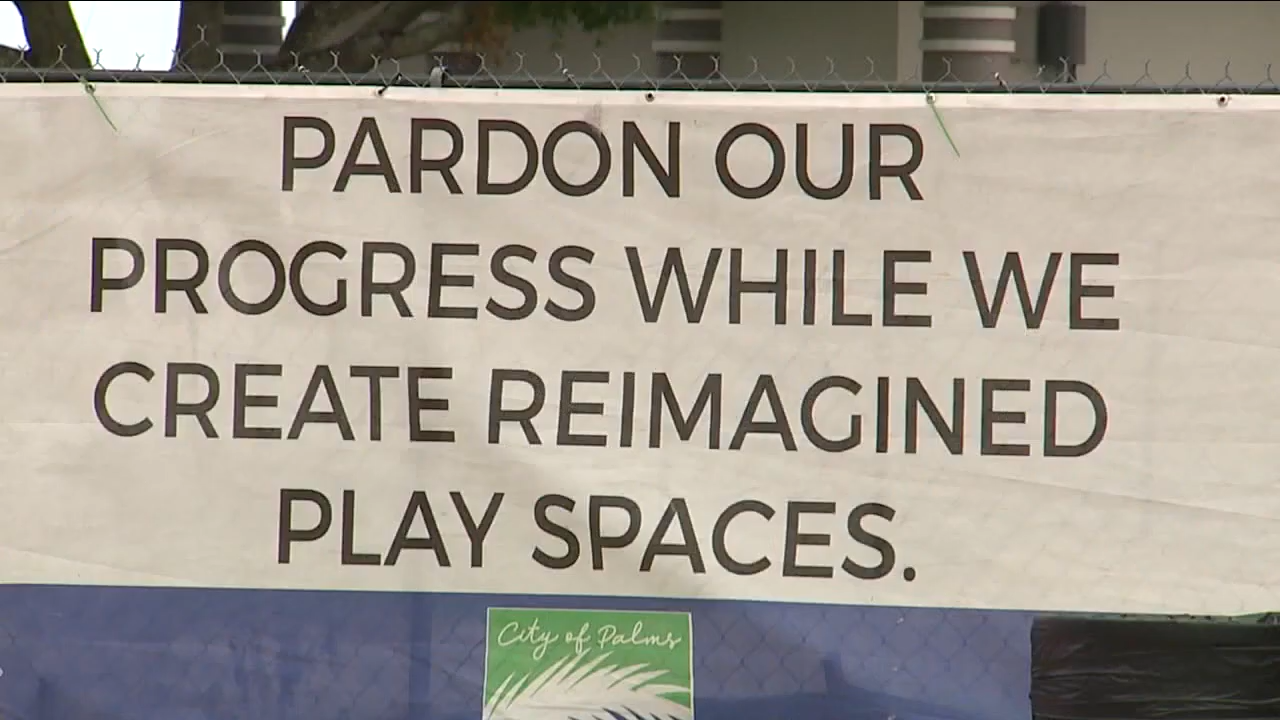 PARDON OUR
PROGRESS WHILE WE
CREATE REIMAGINED
PLAY SPACES.
City of Palms